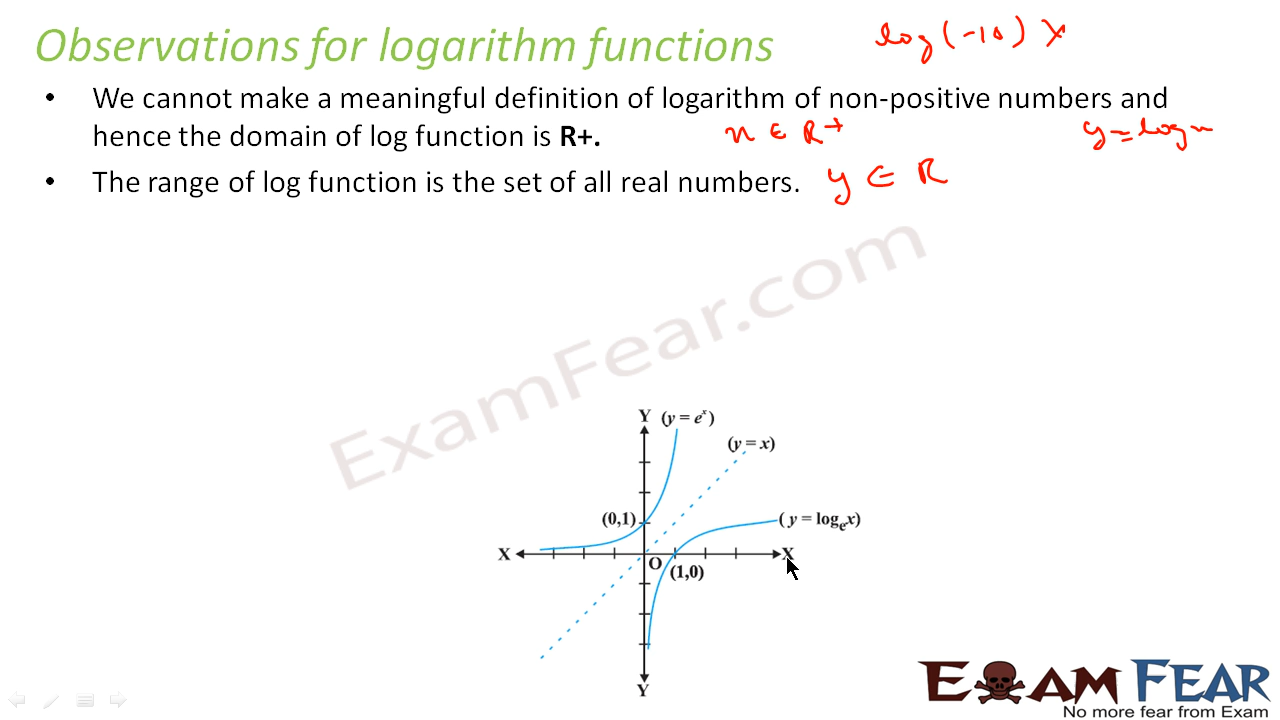 Observations for logarithm functions
log (-10) X
• We cannot make a meaningful definition of logarithm of non-positive numbers and
hence the domain of log function is R+.
x ∈ R+
y = log x
• The range of log function is the set of all real numbers.
y ∈ R
ExamFear.com
Y (y = eˣ)
(y = x)
(0,1)
( y = logₑx)
X
X
O
(1,0)
Y
EXAM FEAR
No more fear from Exam